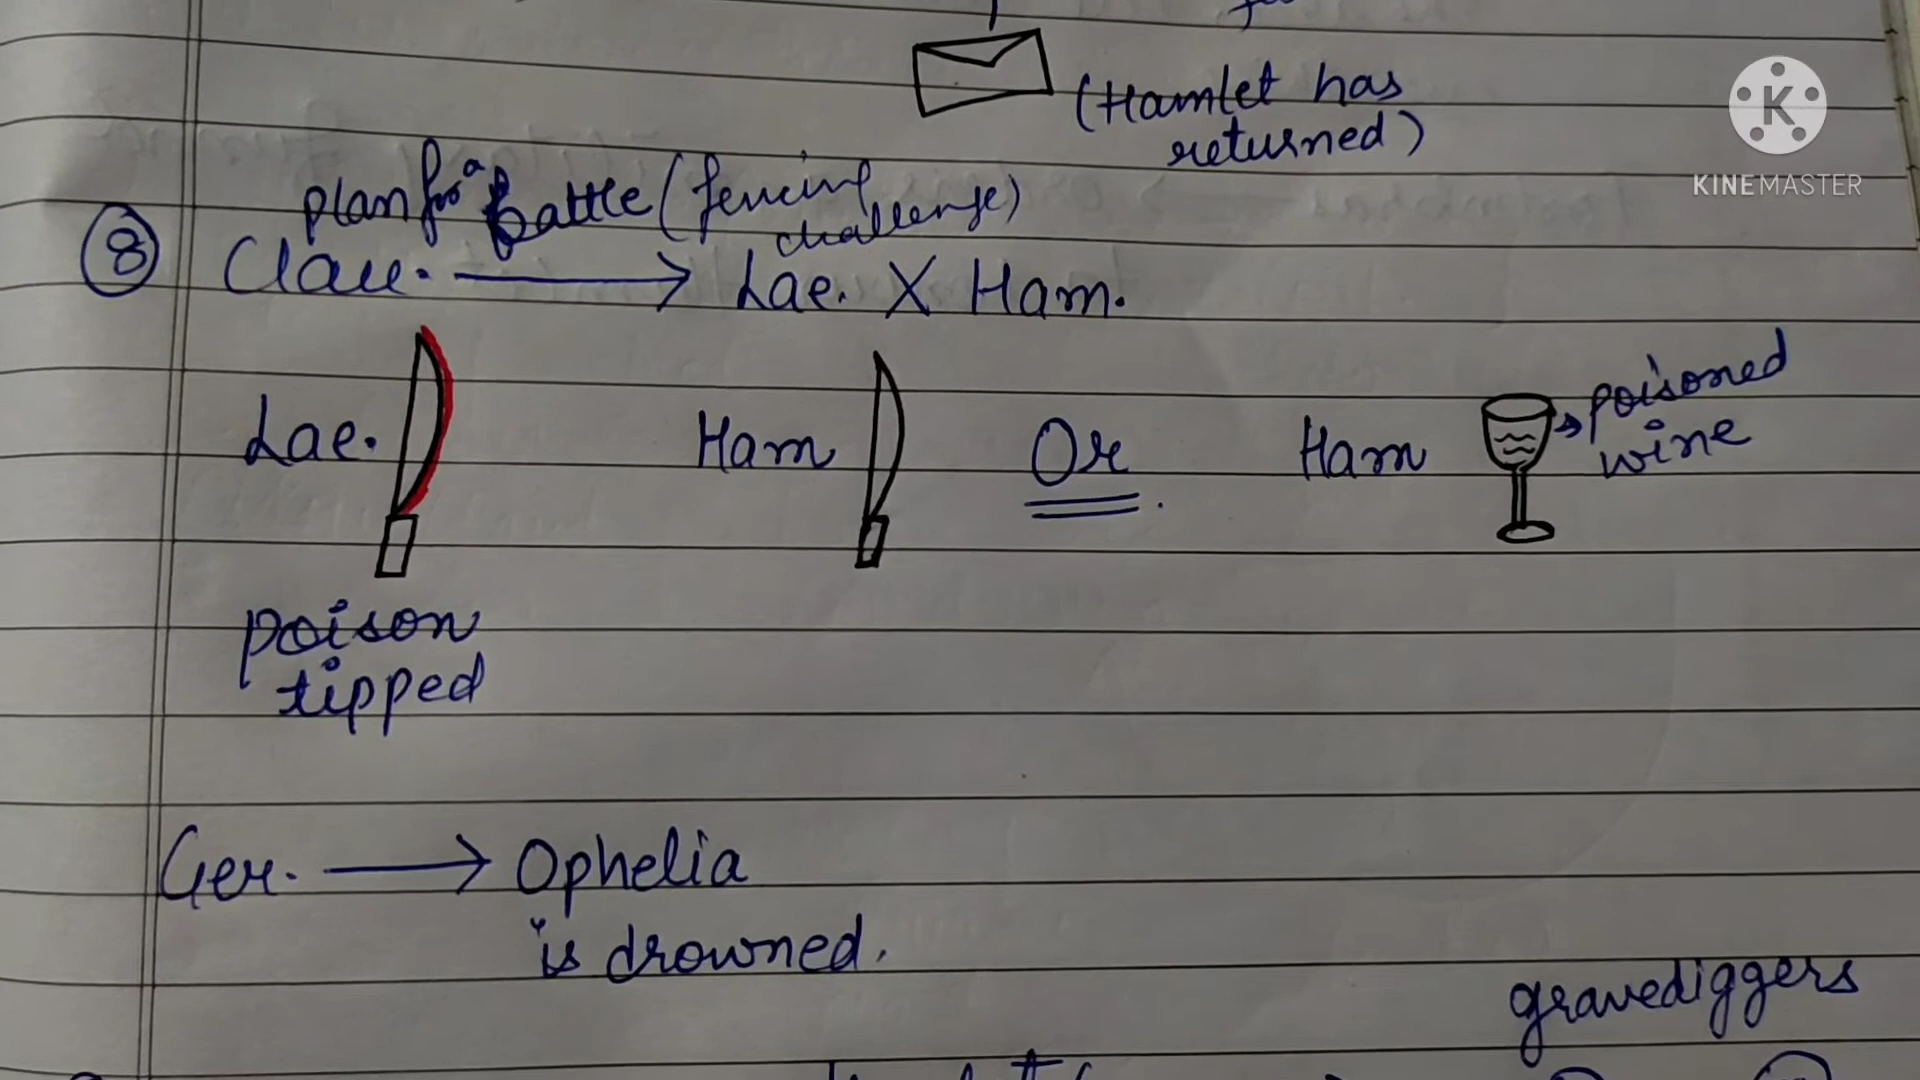 (Hamlet has
returned)
K
KINEMASTER
plan for a battle (fencing
challenge)
8 Clau. → Lae. X Ham.
Lae. Ham Or Ham → poisoned
wine
poison
tipped
Ger. → Ophelia
is drowned.
gravediggers